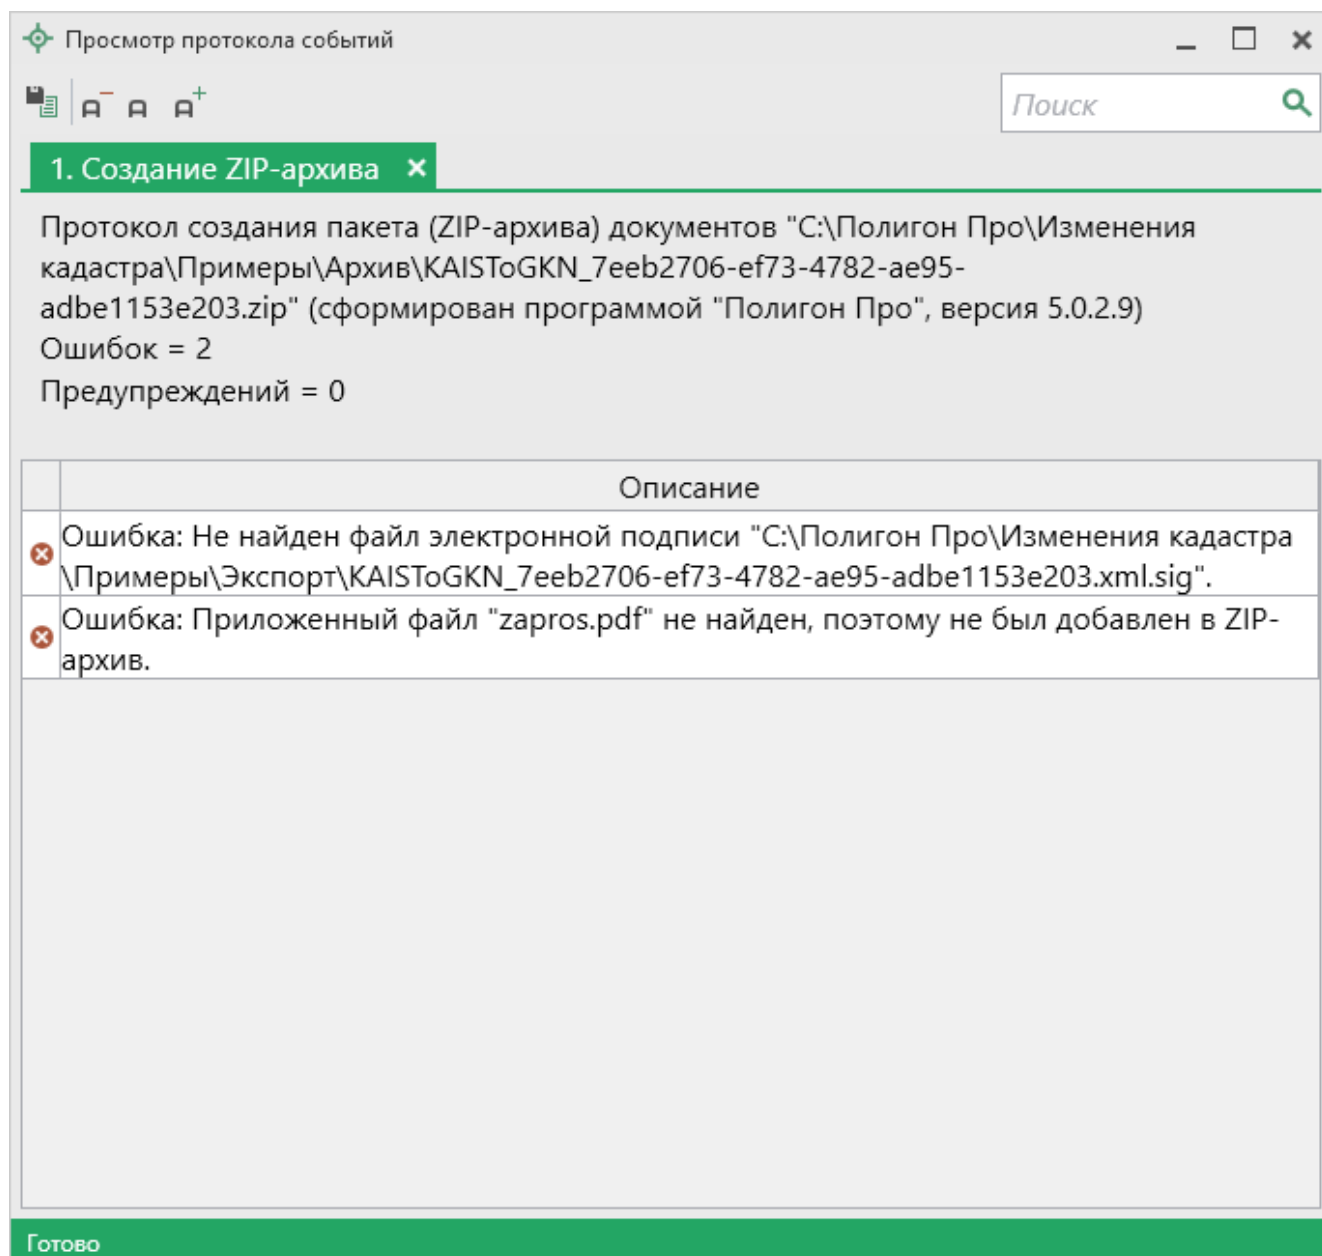 Просмотр протокола событий
Поиск
1. Создание ZIP-архива
Протокол создания пакета (ZIP-архива) документов "C:\Полигон Про\Изменения
кадастра\Примеры\Архив\KAISToGKN_7eeb2706-ef73-4782-ae95-
adbe1153e203.zip" (сформирован программой "Полигон Про", версия 5.0.2.9)
Ошибок = 2
Предупреждений = 0
Описание
Ошибка: Не найден файл электронной подписи "C:\Полигон Про\Изменения кадастра
\Примеры\Экспорт\KAISToGKN_7eeb2706-ef73-4782-ae95-adbe1153e203.xml.sig".
Ошибка: Приложенный файл "zapros.pdf" не найден, поэтому не был добавлен в ZIP-
архив.
Готово